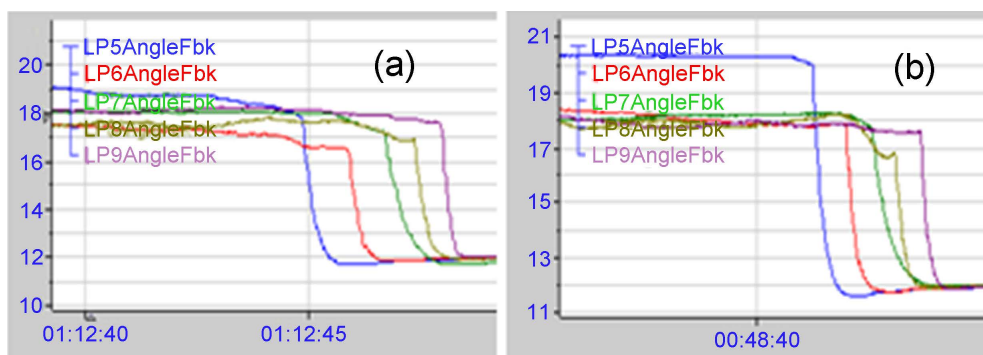 20
18
16
14
12
10
LP5AngleFbk
LP6AngleFbk
LP7AngleFbk
LP8AngleFbk
LP9AngleFbk
(a)
01:12:40
01:12:45
21
19
17
15
13
11
LP5AngleFbk
LP6AngleFbk
LP7AngleFbk
LP8AngleFbk
LP9AngleFbk
(b)
00:48:40